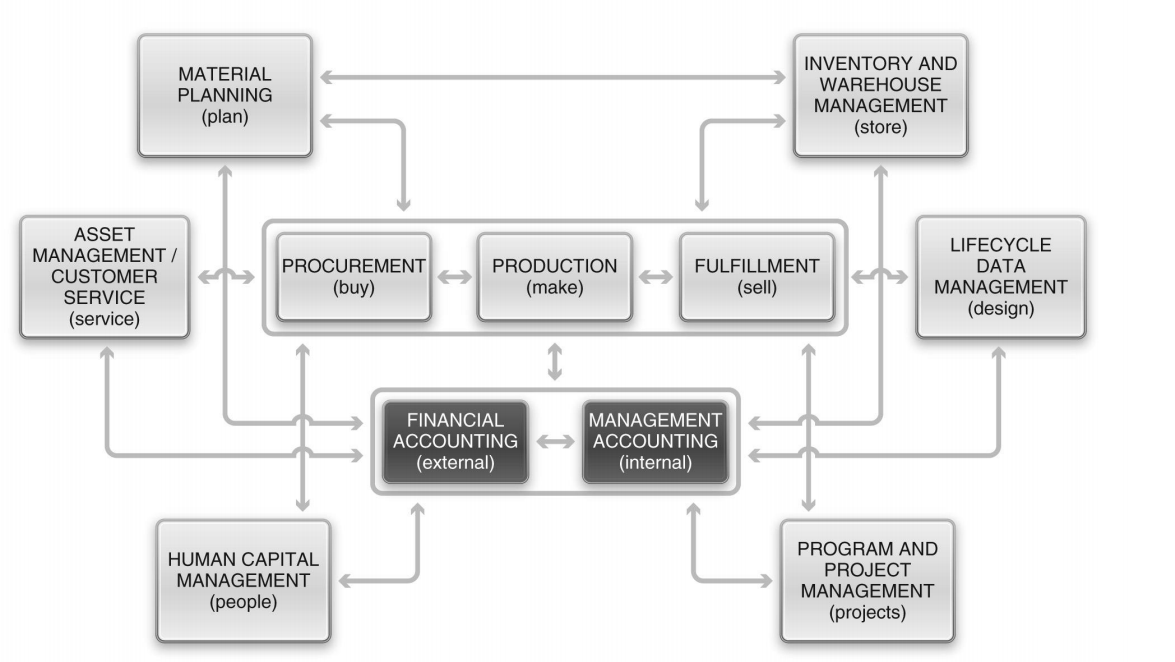 MATERIAL
PLANNING
(plan)
INVENTORY AND
WAREHOUSE
MANAGEMENT
(store)
ASSET
MANAGEMENT /
CUSTOMER
SERVICE
(service)
PROCUREMENT
(buy)
PRODUCTION
(make)
FULFILLMENT
(sell)
LIFECYCLE
DATA
MANAGEMENT
(design)
FINANCIAL
ACCOUNTING
(external)
MANAGEMENT
ACCOUNTING
(internal)
HUMAN CAPITAL
MANAGEMENT
(people)
PROGRAM AND
PROJECT
MANAGEMENT
(projects)